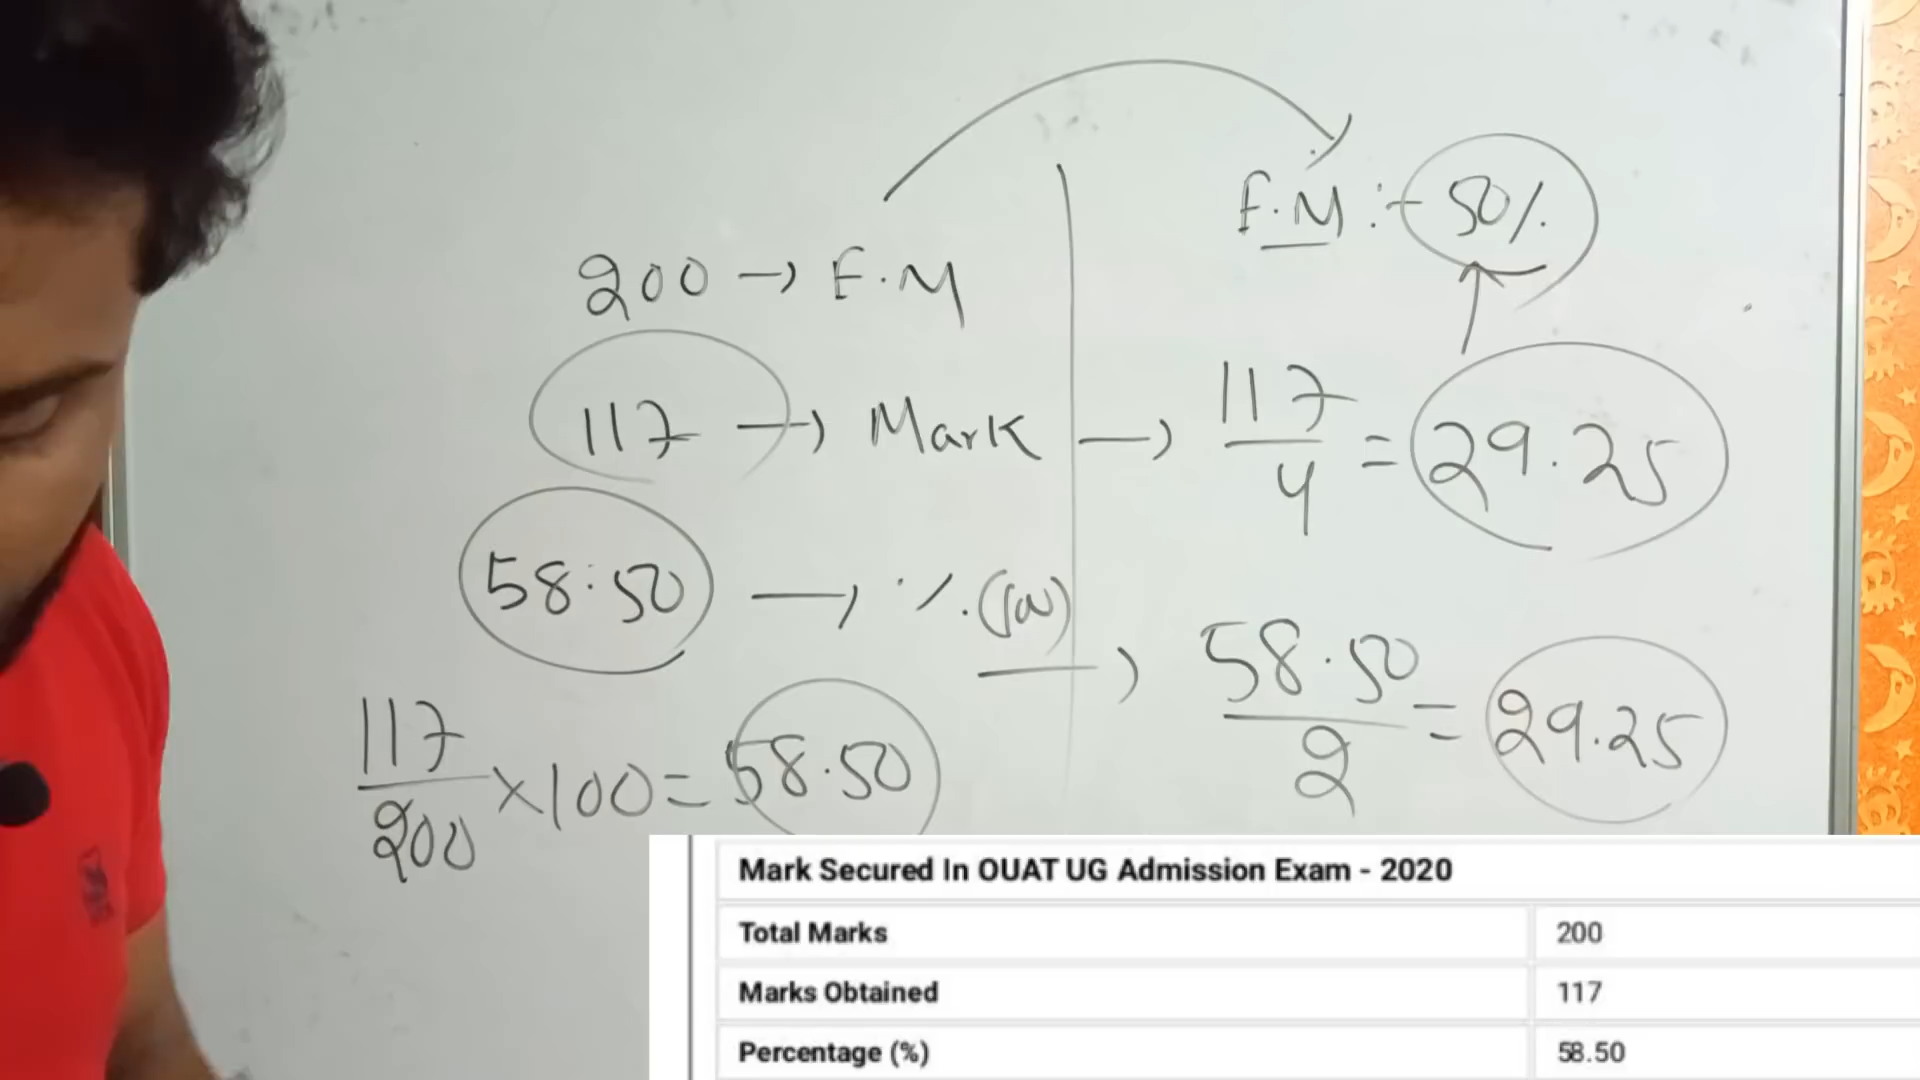 200 → F.M
117 → Mark
58.50 → %.
117/200 × 100 = 58.50
F.M :- 50%
→ 117/4 = 29.25
→ 58.50/2 = 29.25
Mark Secured In OUAT UG Admission Exam - 2020
Total Marks 200
Marks Obtained 117
Percentage (%) 58.50